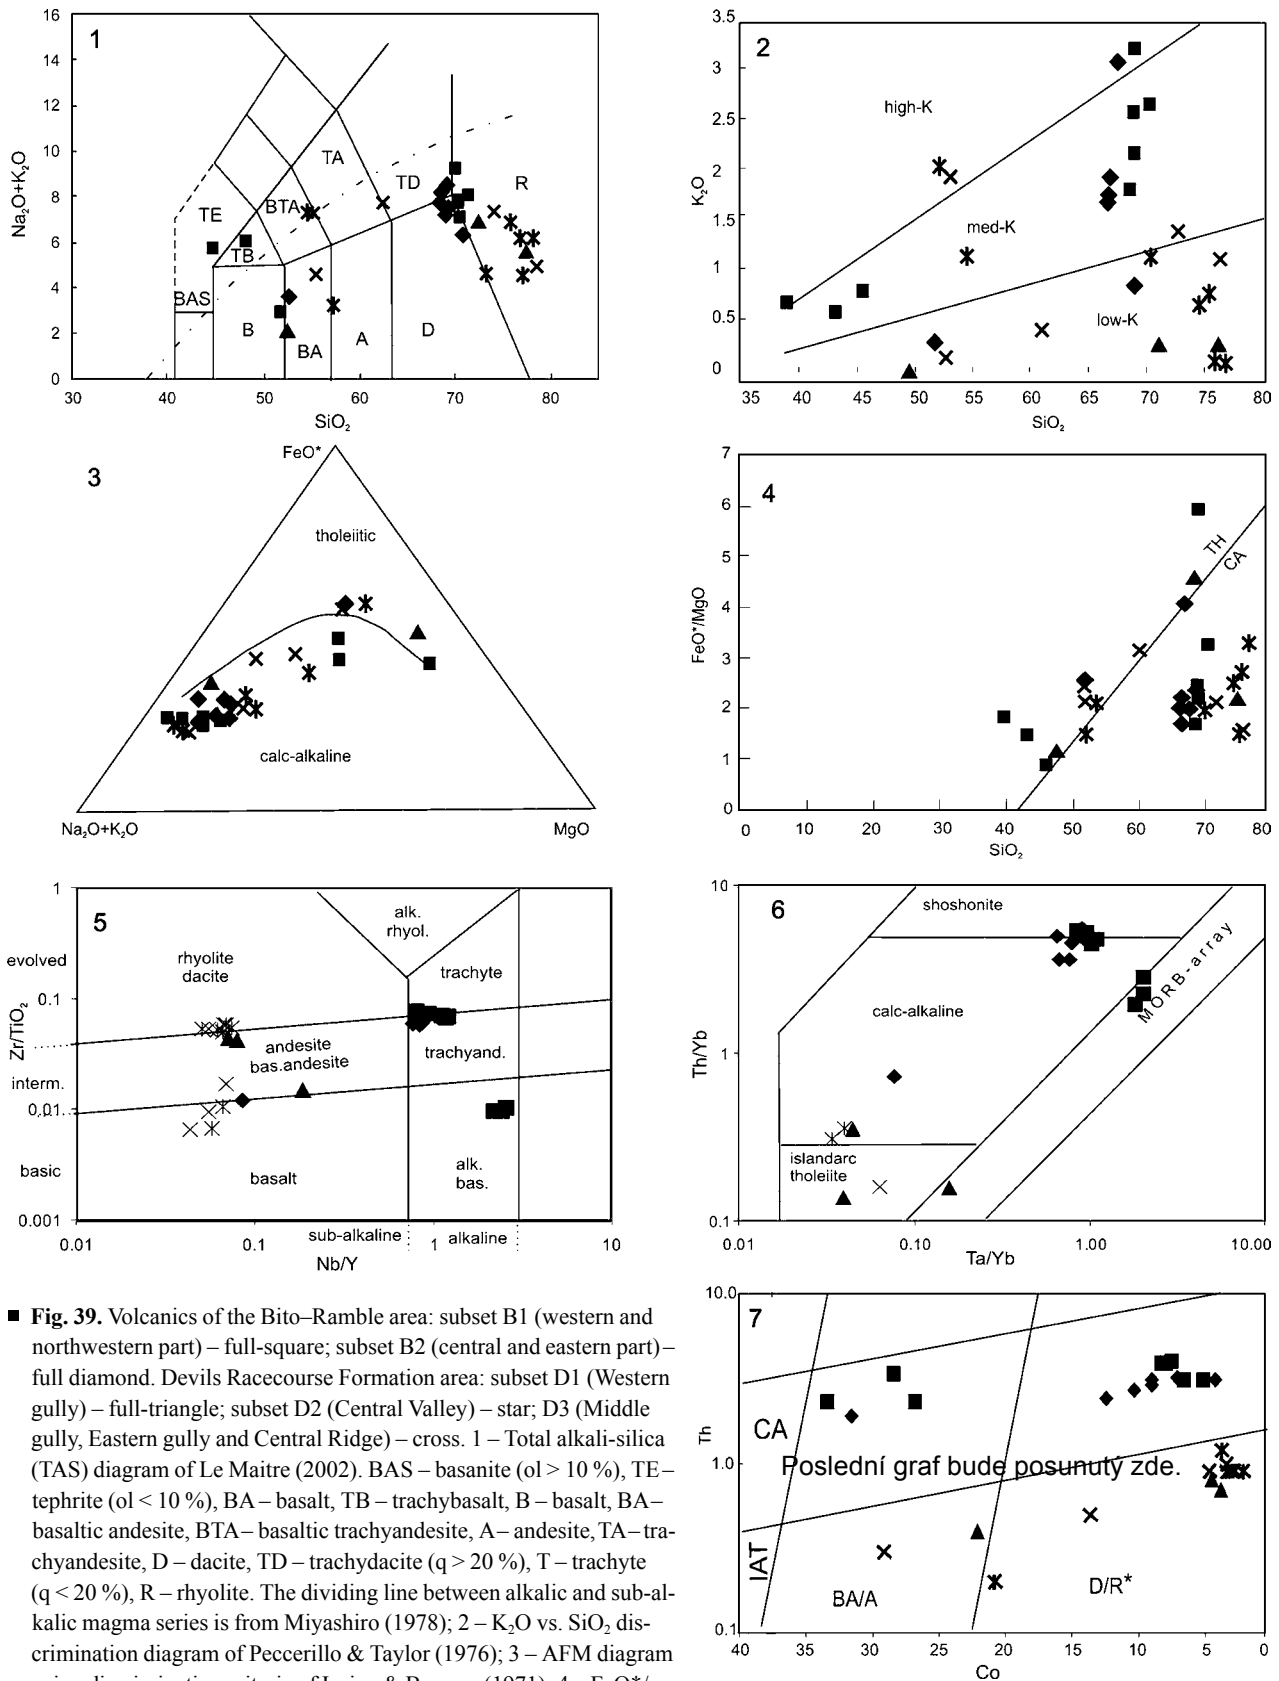 1
16
14
12
10
8
6
4
2
0
Na₂O+K₂O
TA
TD
R
TE
BTA
TB
BAS
B
BA
A
D
30
40
50
60
70
80
SiO₂
2
3.5
3
2.5
2
1.5
1
0.5
0
K₂O
high-K
med-K
low-K
35
40
45
50
55
60
65
70
75
80
SiO₂
3
FeO*
tholeiitic
calc-alkaline
Na₂O+K₂O
MgO
4
7
6
5
4
3
2
1
0
FeO*/MgO
TH
CA
0
10
20
30
40
50
60
70
80
SiO₂
5
1
0.1
0.01
0.001
Zr/TiO₂
evolved
interm.
basic
alk.
rhyol.
rhyolite
dacite
trachyte
andesite
bas.andesite
trachyand.
basalt
alk.
bas.
0.01
0.1
sub-alkaline
1
alkaline
10
Nb/Y
6
10
1
0.1
Th/Yb
shoshonite
calc-alkaline
MORB-array
islandarc
tholeiite
0.01
0.10
1.00
10.00
Ta/Yb
7
10.0
1.0
0.1
Th
CA
Poslední graf bude posunutý zde.
IAT
BA/A
D/R*
40
35
30
25
20
15
10
5
0
Co
■ Fig. 39. Volcanics of the Bito–Ramble area: subset B1 (western and
northwestern part) – full-square; subset B2 (central and eastern part) –
full diamond. Devils Racecourse Formation area: subset D1 (Western
gully) – full-triangle; subset D2 (Central Valley) – star; D3 (Middle
gully, Eastern gully and Central Ridge) – cross. 1 – Total alkali-silica
(TAS) diagram of Le Maitre (2002). BAS – basanite (ol > 10 %), TE –
tephrite (ol < 10 %), BA – basalt, TB – trachybasalt, B – basalt, BA –
basaltic andesite, BTA – basaltic trachyandesite, A – andesite, TA – tra-
chyandesite, D – dacite, TD – trachydacite (q > 20 %), T – trachyte
(q < 20 %), R – rhyolite. The dividing line between alkalic and sub-al-
kalic magma series is from Miyashiro (1978); 2 – K₂O vs. SiO₂ dis-
crimination diagram of Peccerillo & Taylor (1976); 3 – AFM diagram